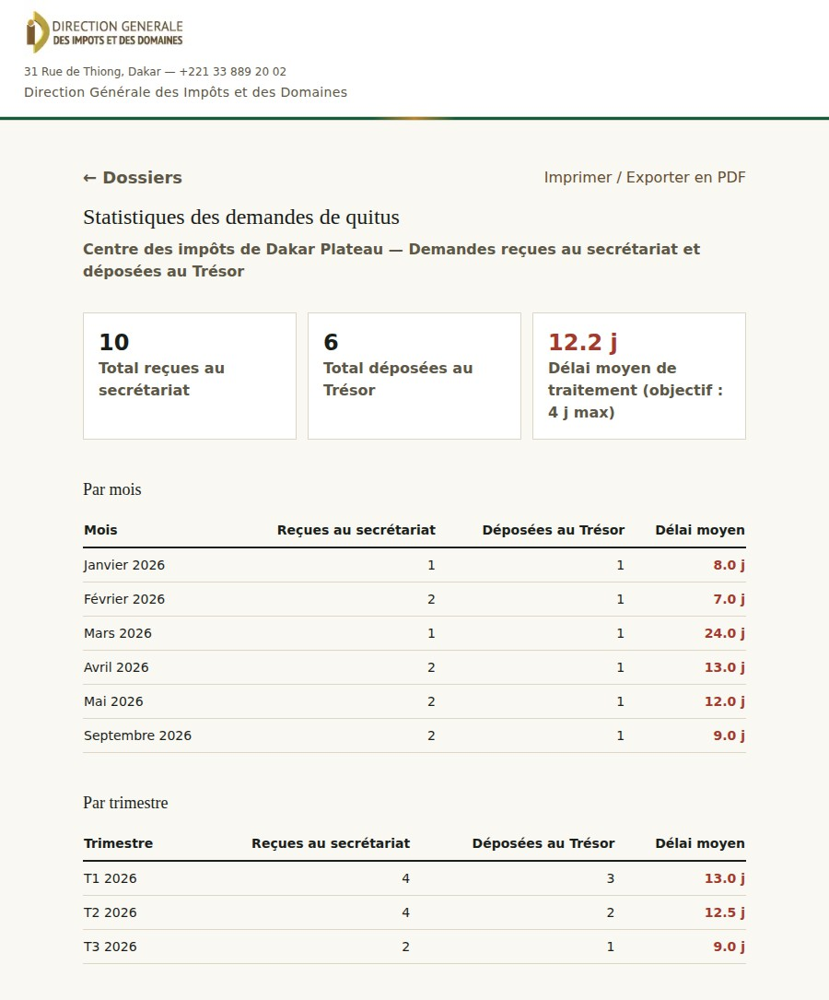 DIRECTION GENERALE
DES IMPOTS ET DES DOMAINES
31 Rue de Thiong, Dakar — +221 33 889 20 02
Direction Générale des Impôts et des Domaines
← Dossiers
Imprimer / Exporter en PDF
Statistiques des demandes de quitus
Centre des impôts de Dakar Plateau — Demandes reçues au secrétariat et
déposées au Trésor
10
Total reçues au
secrétariat
6
Total déposées au
Trésor
12.2 j
Délai moyen de
traitement (objectif :
4 j max)
Par mois
Mois Reçues au secrétariat Déposées au Trésor Délai moyen
Janvier 2026 1 1 8.0 j
Février 2026 2 1 7.0 j
Mars 2026 1 1 24.0 j
Avril 2026 2 1 13.0 j
Mai 2026 2 1 12.0 j
Septembre 2026 2 1 9.0 j
Par trimestre
Trimestre Reçues au secrétariat Déposées au Trésor Délai moyen
T1 2026 4 3 13.0 j
T2 2026 4 2 12.5 j
T3 2026 2 1 9.0 j